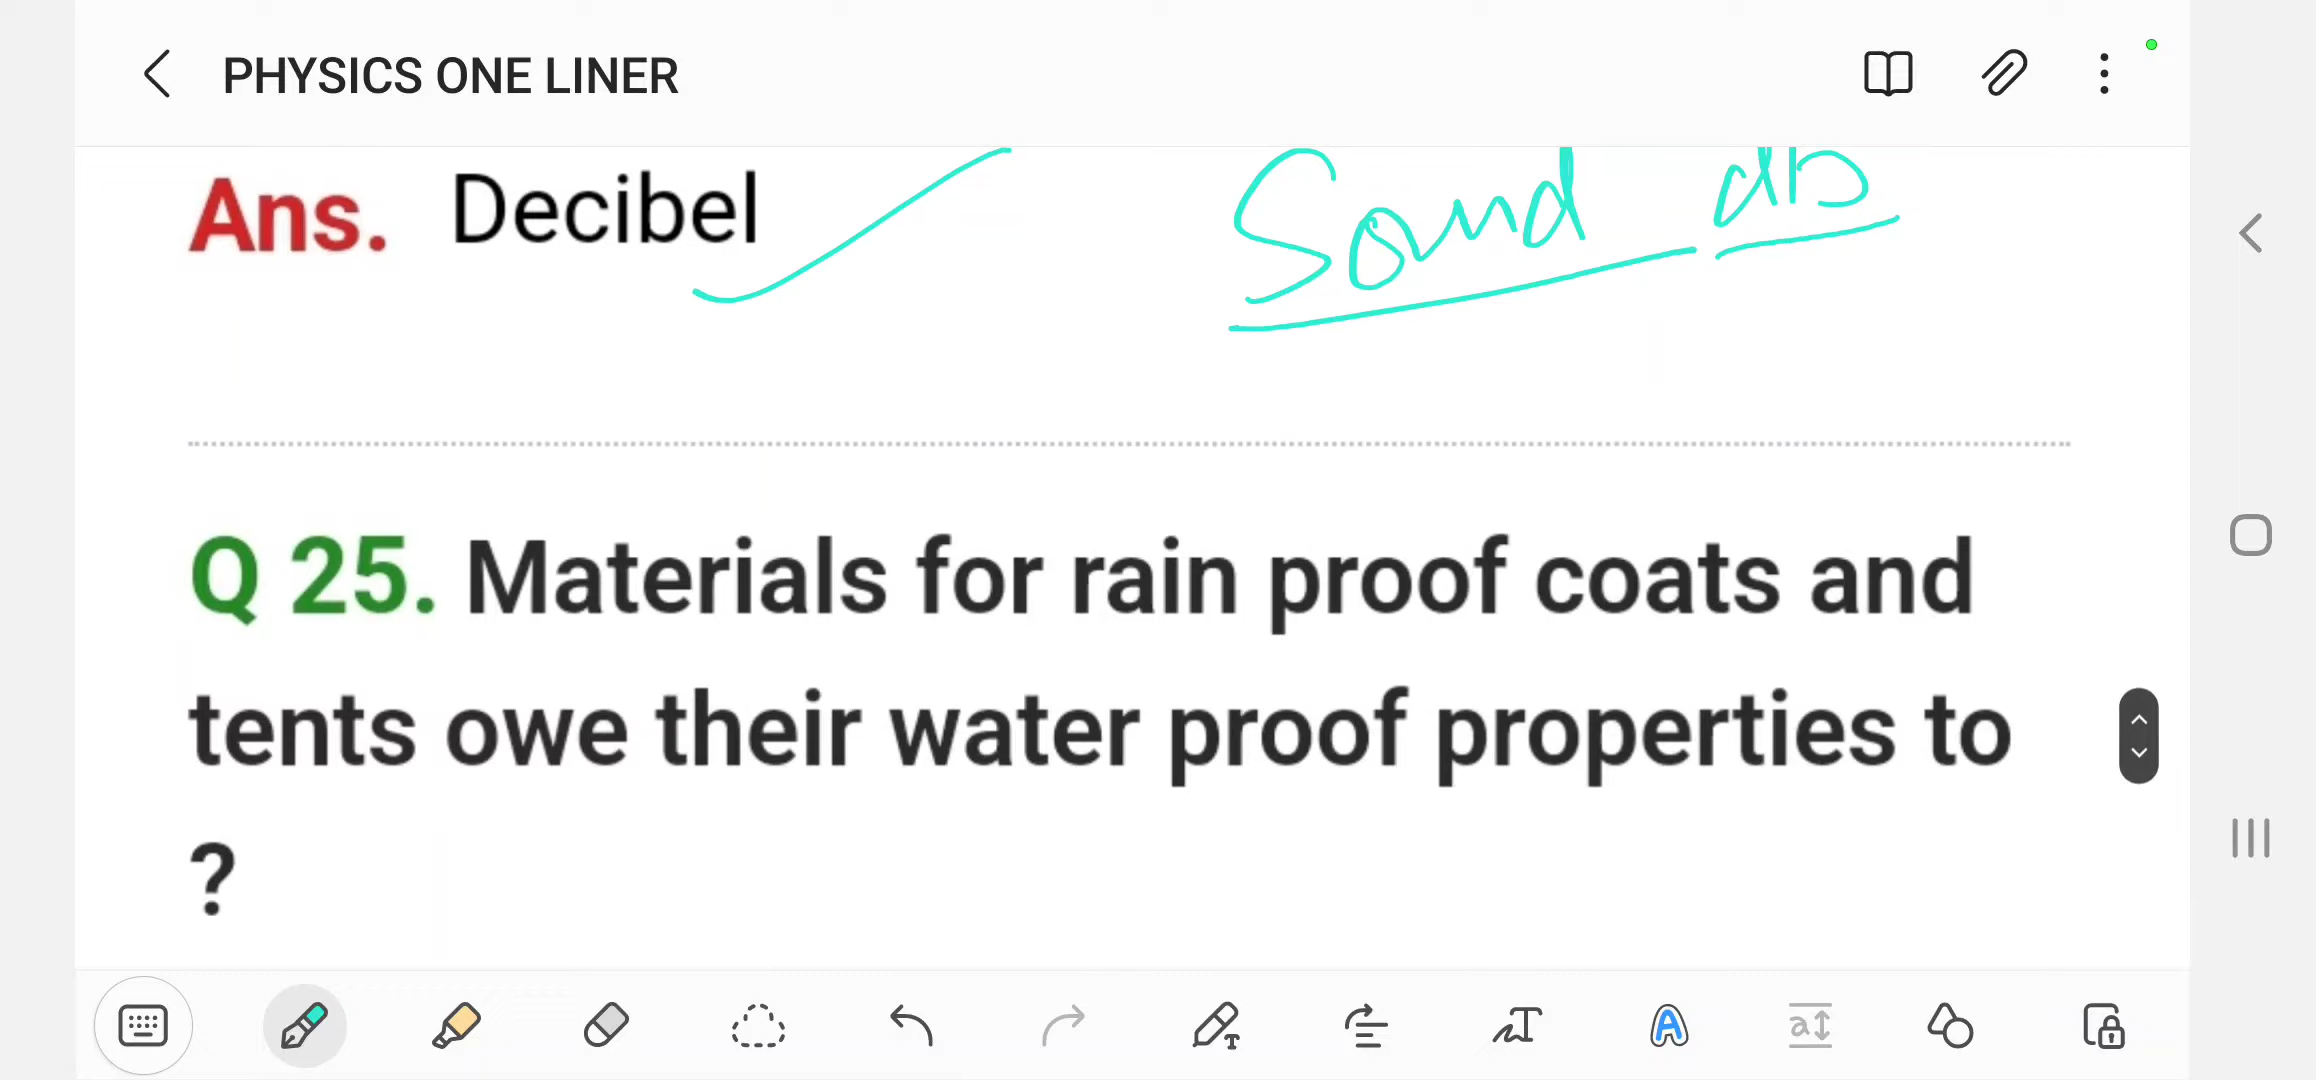 PHYSICS ONE LINER
Ans. Decibel
Sound db
Q 25. Materials for rain proof coats and
tents owe their water proof properties to
?